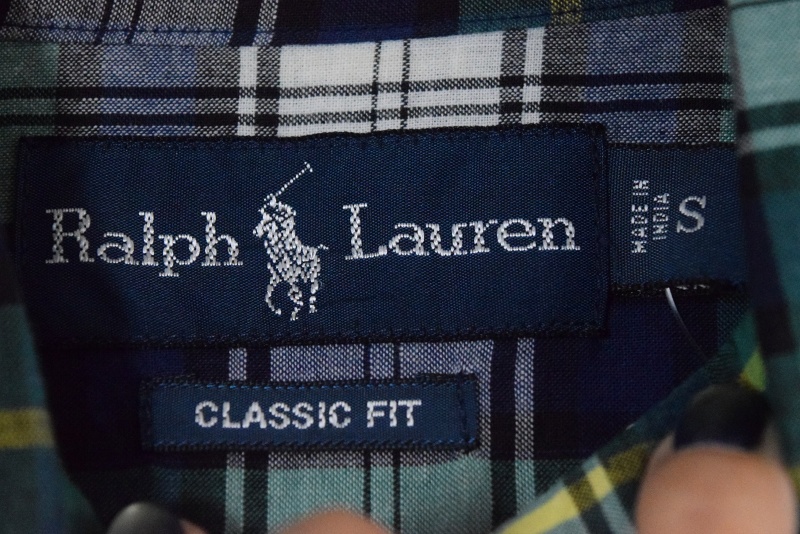 Ralph Lauren
MADE IN
INDIA
S
CLASSIC FIT